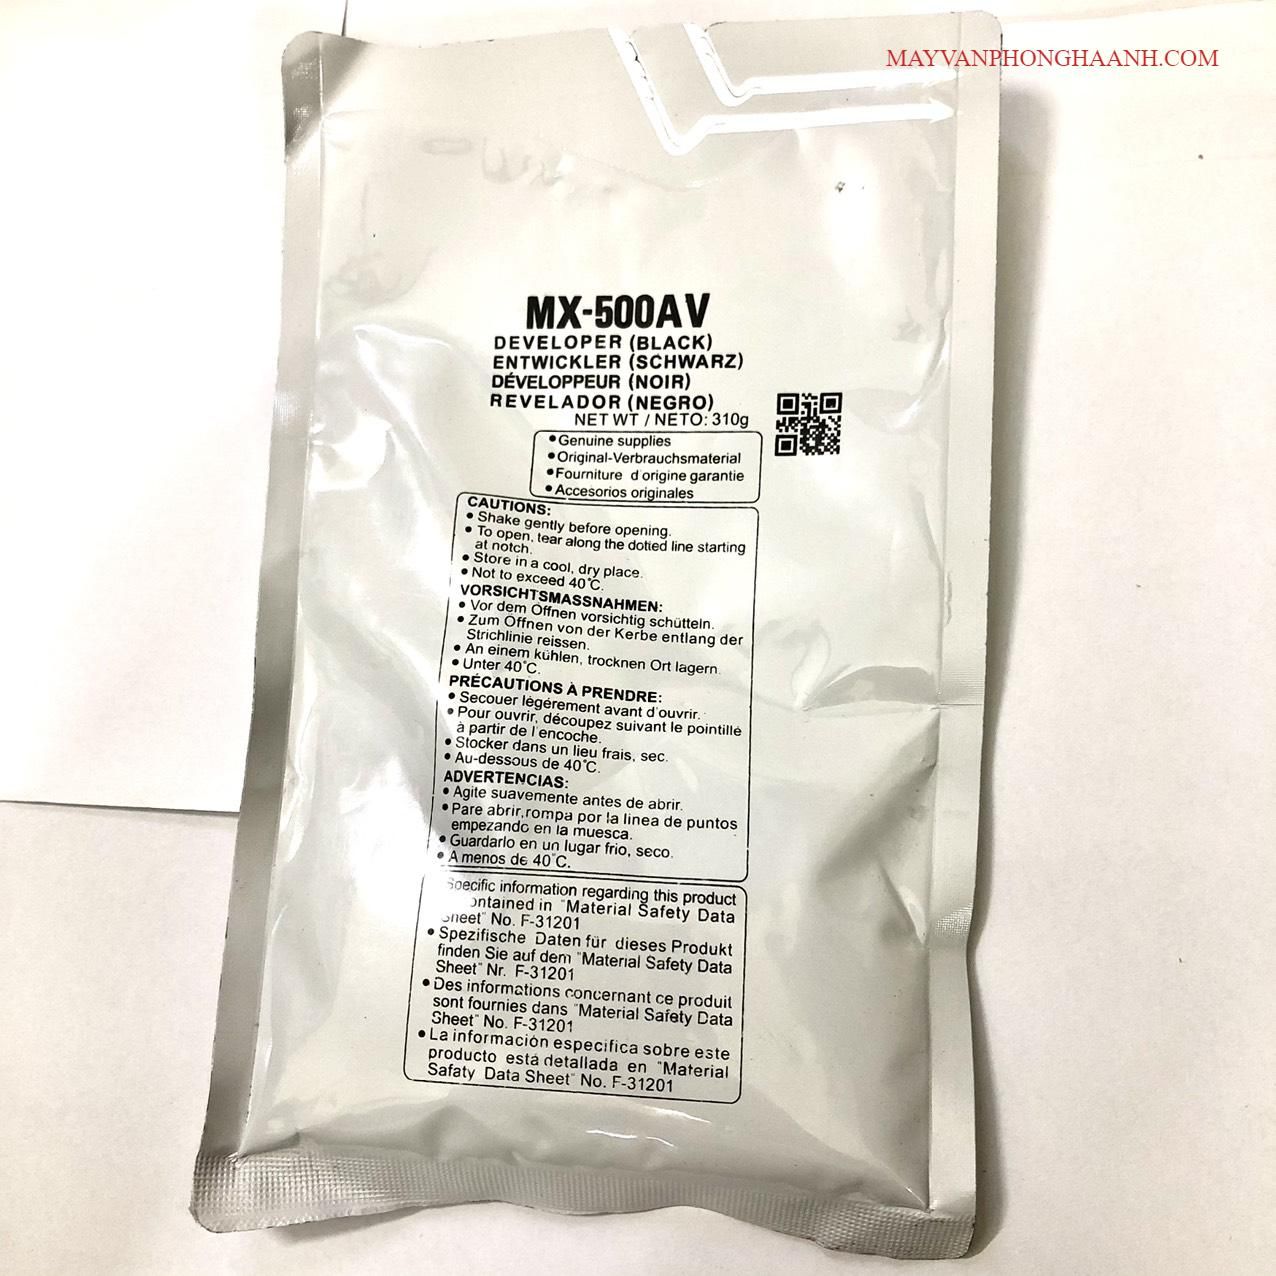 MAYVANPHONGHAANH.COM
MX-500AV
DEVELOPER (BLACK)
ENTWICKLER (SCHWARZ)
DÉVELOPPEUR (NOIR)
REVELADOR (NEGRO)
NET WT / NETO: 310g
• Genuine supplies
• Original-Verbrauchsmaterial
• Fourniture d'origine garantie
• Accesorios originales
CAUTIONS:
• Shake gently before opening.
• To open, tear along the dotted line starting
at notch.
• Store in a cool, dry place.
• Not to exceed 40°C.
VORSICHTSMASSNAHMEN:
• Vor dem Öffnen vorsichtig schütteln.
• Zum Öffnen von der Kerbe entlang der
Strichlinie reissen.
• An einem kühlen, trocknen Ort lagern.
• Unter 40°C.
PRÉCAUTIONS À PRENDRE:
• Secouer légérement avant d'ouvrir.
• Pour ouvrir, découpez suivant le pointillé
à partir de l'encoche.
• Stocker dans un lieu frais, sec.
• Au-dessous de 40°C.
ADVERTENCIAS:
• Agite suavemente antes de abrir.
• Pare abrir, rompa por la linea de puntos
empezando en la muesca.
• Guardarlo en un lugar frio, seco.
• A menos de 40°C.
Specific information regarding this product
contained in "Material Safety Data
Sheet" No. F-31201
• Spezifische Daten für dieses Produkt
finden Sie auf dem "Material Safety Data
Sheet" Nr. F-31201
• Des informations concernant ce produit
sont fournies dans "Material Safety Data
Sheet" No. F-31201
• La información especifica sobre este
producto está detallada en "Material
Safaty Data Sheet" No. F-31201